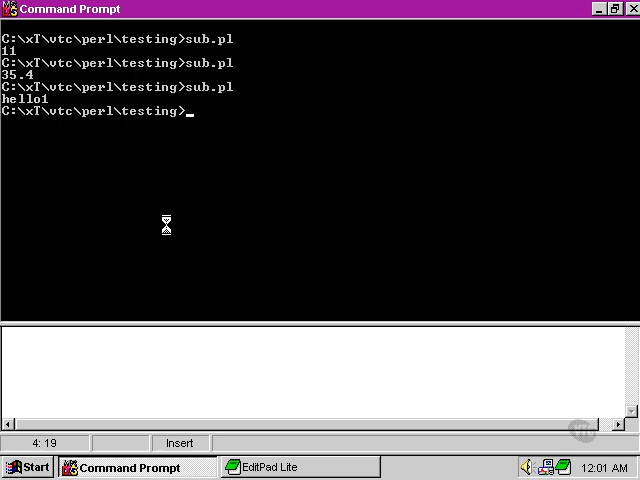 Command Prompt
C:\xT\vtc\perl\testing>sub.pl
11
C:\xT\vtc\perl\testing>sub.pl
35.4
C:\xT\vtc\perl\testing>sub.pl
hello1
C:\xT\vtc\perl\testing>
4: 19
Insert
Start
Command Prompt
EditPad Lite
12:01 AM